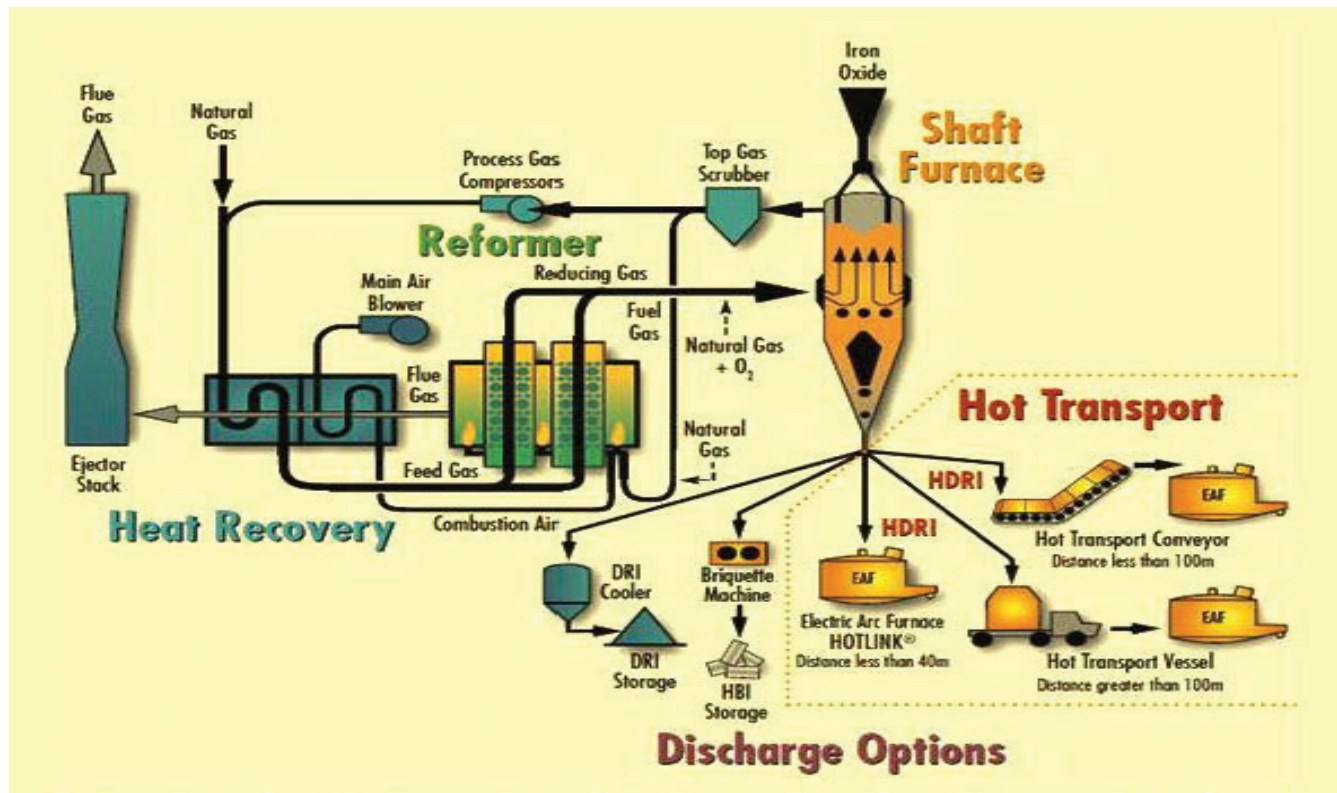 Iron
Oxide
Shaft
Furnace
Flue
Gas
Natural
Gas
Process Gas
Compressors
Top Gas
Scrubber
Reformer
Reducing Gas
Main Air
Blower
Fuel
Gas
Natural Gas
+ O2
Flue
Gas
Hot Transport
Natural
Gas
Ejector
Stack
Feed Gas
Heat Recovery
Combustion Air
HDRI
EAF
Hot Transport Conveyor
Distance less than 100m
HDRI
DRI
Cooler
Briquette
Machine
EAF
Electric Arc Furnace
HOTLINK®
Distance less than 40m
EAF
Hot Transport Vessel
Distance greater than 100m
DRI
Storage
HBI
Storage
Discharge Options